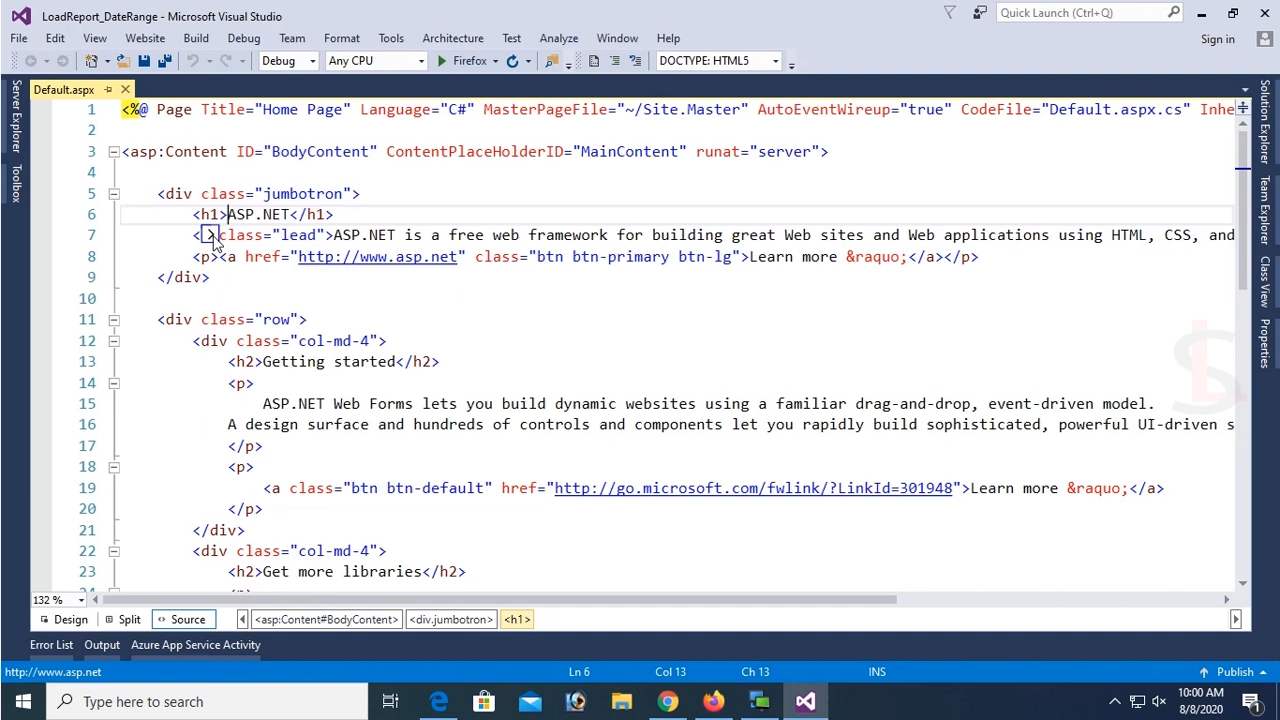 LoadReport_DateRange - Microsoft Visual Studio
Quick Launch (Ctrl+Q)
File Edit View Website Build Debug Team Format Tools Architecture Test Analyze Window Help
Sign in
Debug Any CPU Firefox DOCTYPE: HTML5
Default.aspx
Server Explorer
Toolbox
Solution Explorer
Team Explorer
Class View
Properties
1 <%@ Page Title="Home Page" Language="C#" MasterPageFile="~/Site.Master" AutoEventWireup="true" CodeFile="Default.aspx.cs" Inhe
2
3 <asp:Content ID="BodyContent" ContentPlaceHolderID="MainContent" runat="server">
4
5 <div class="jumbotron">
6 <h1>ASP.NET</h1>
7 < class="lead">ASP.NET is a free web framework for building great Web sites and Web applications using HTML, CSS, and
8 <p><a href="http://www.asp.net" class="btn btn-primary btn-lg">Learn more &raquo;</a></p>
9 </div>
10
11 <div class="row">
12 <div class="col-md-4">
13 <h2>Getting started</h2>
14 <p>
15 ASP.NET Web Forms lets you build dynamic websites using a familiar drag-and-drop, event-driven model.
16 A design surface and hundreds of controls and components let you rapidly build sophisticated, powerful UI-driven s
17 </p>
18 <p>
19 <a class="btn btn-default" href="http://go.microsoft.com/fwlink/?LinkId=301948">Learn more &raquo;</a>
20 </p>
21 </div>
22 <div class="col-md-4">
23 <h2>Get more libraries</h2>
132 %
Design Split Source <asp:Content#BodyContent> <div.jumbotron> <h1>
Error List Output Azure App Service Activity
http://www.asp.net Ln 6 Col 13 Ch 13 INS Publish
Type here to search
10:00 AM
8/8/2020
1